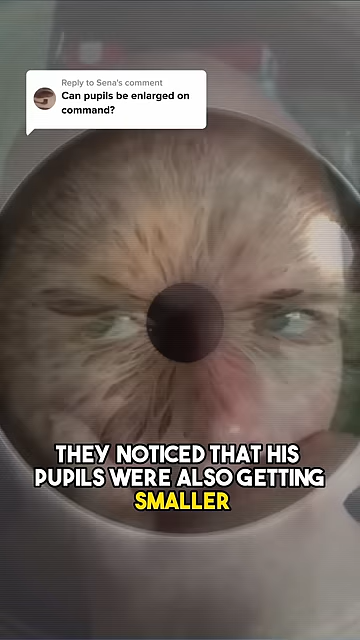 Reply to Sena's comment
Can pupils be enlarged on
command?
THEY NOTICED THAT HIS
PUPILS WERE ALSO GETTING
SMALLER